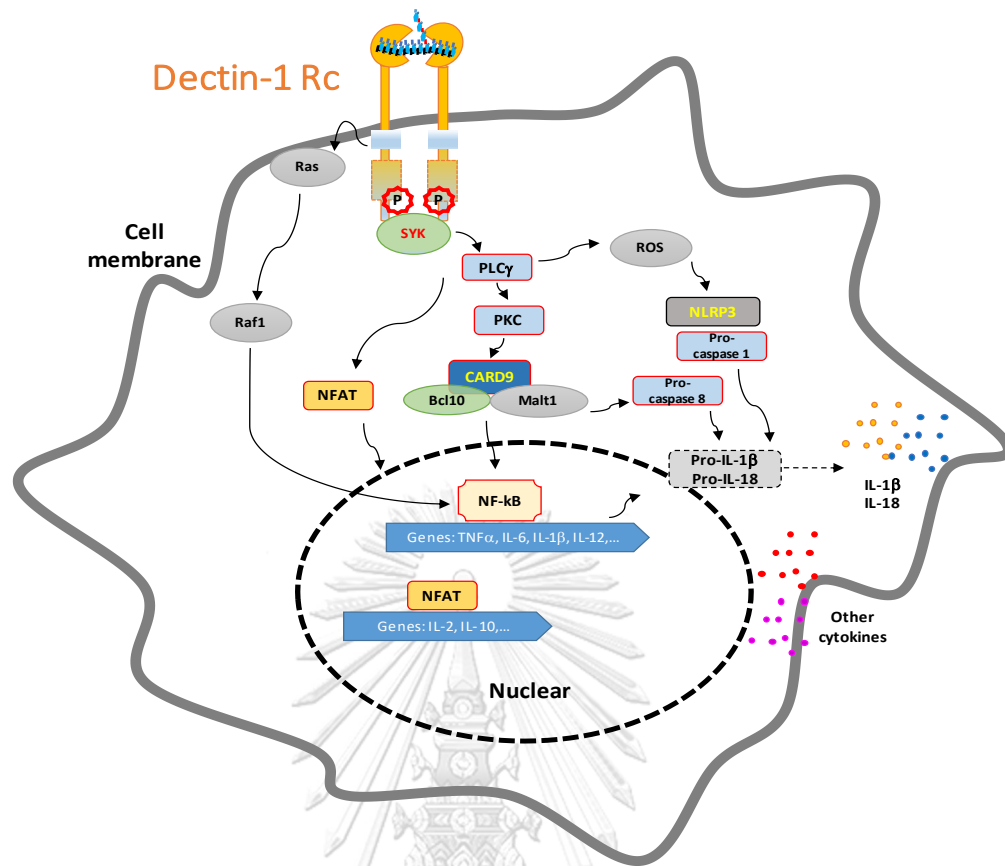 Dectin-1 Rc
Ras
P
P
SYK
Cell
membrane
ROS
PLCγ
NLRP3
Raf1
PKC
Pro-
caspase 1
CARD9
NFAT
Bcl10
Malt1
Pro-
caspase 8
Pro-IL-1β
Pro-IL-18
IL-1β
IL-18
NF-kB
Genes: TNFα, IL-6, IL-1β, IL-12,...
NFAT
Genes: IL-2, IL-10,...
Other
cytokines
Nuclear